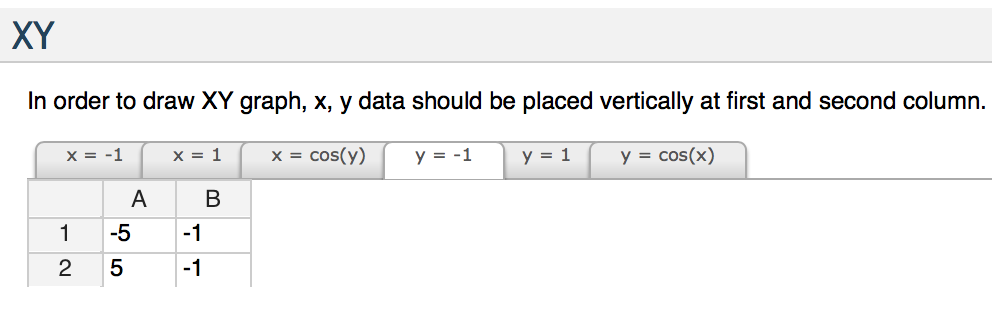 XY
In order to draw XY graph, x, y data should be placed vertically at first and second column.
x = -1 x = 1 x = cos(y) y = -1 y = 1 y = cos(x)
A B
1 -5 -1
2 5 -1